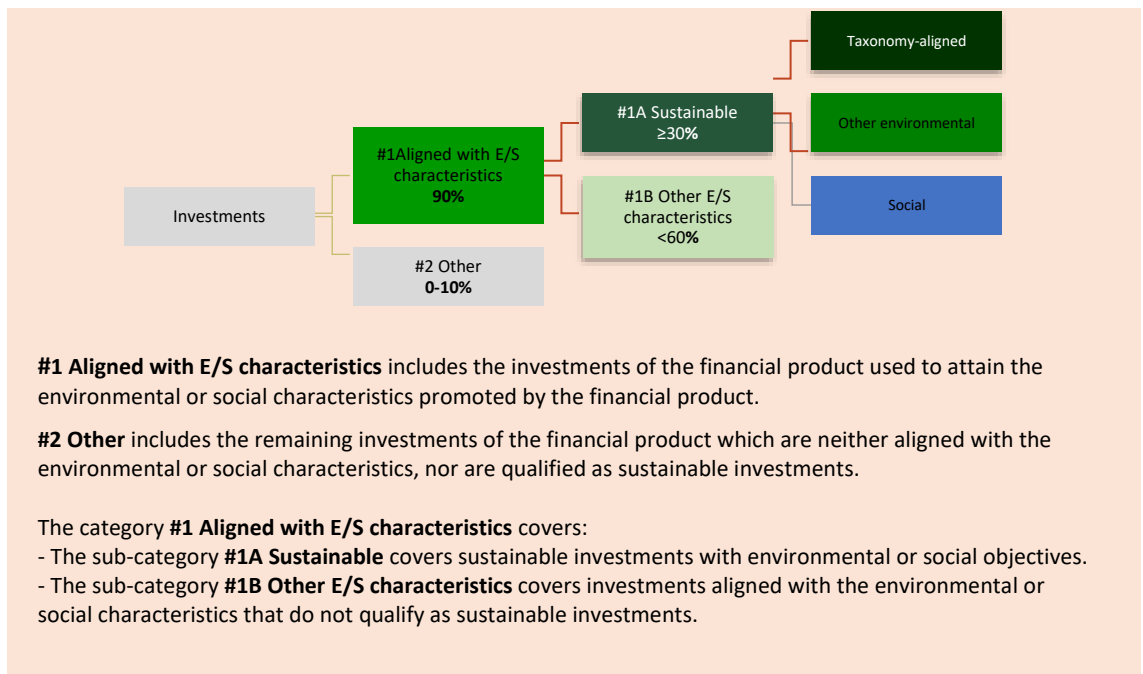 Taxonomy-aligned
#1A Sustainable
≥30%
Other environmental
#1Aligned with E/S
characteristics
90%
#1B Other E/S
characteristics
<60%
Social
Investments
#2 Other
0-10%
#1 Aligned with E/S characteristics includes the investments of the financial product used to attain the
environmental or social characteristics promoted by the financial product.
#2 Other includes the remaining investments of the financial product which are neither aligned with the
environmental or social characteristics, nor are qualified as sustainable investments.
The category #1 Aligned with E/S characteristics covers:
- The sub-category #1A Sustainable covers sustainable investments with environmental or social objectives.
- The sub-category #1B Other E/S characteristics covers investments aligned with the environmental or
social characteristics that do not qualify as sustainable investments.